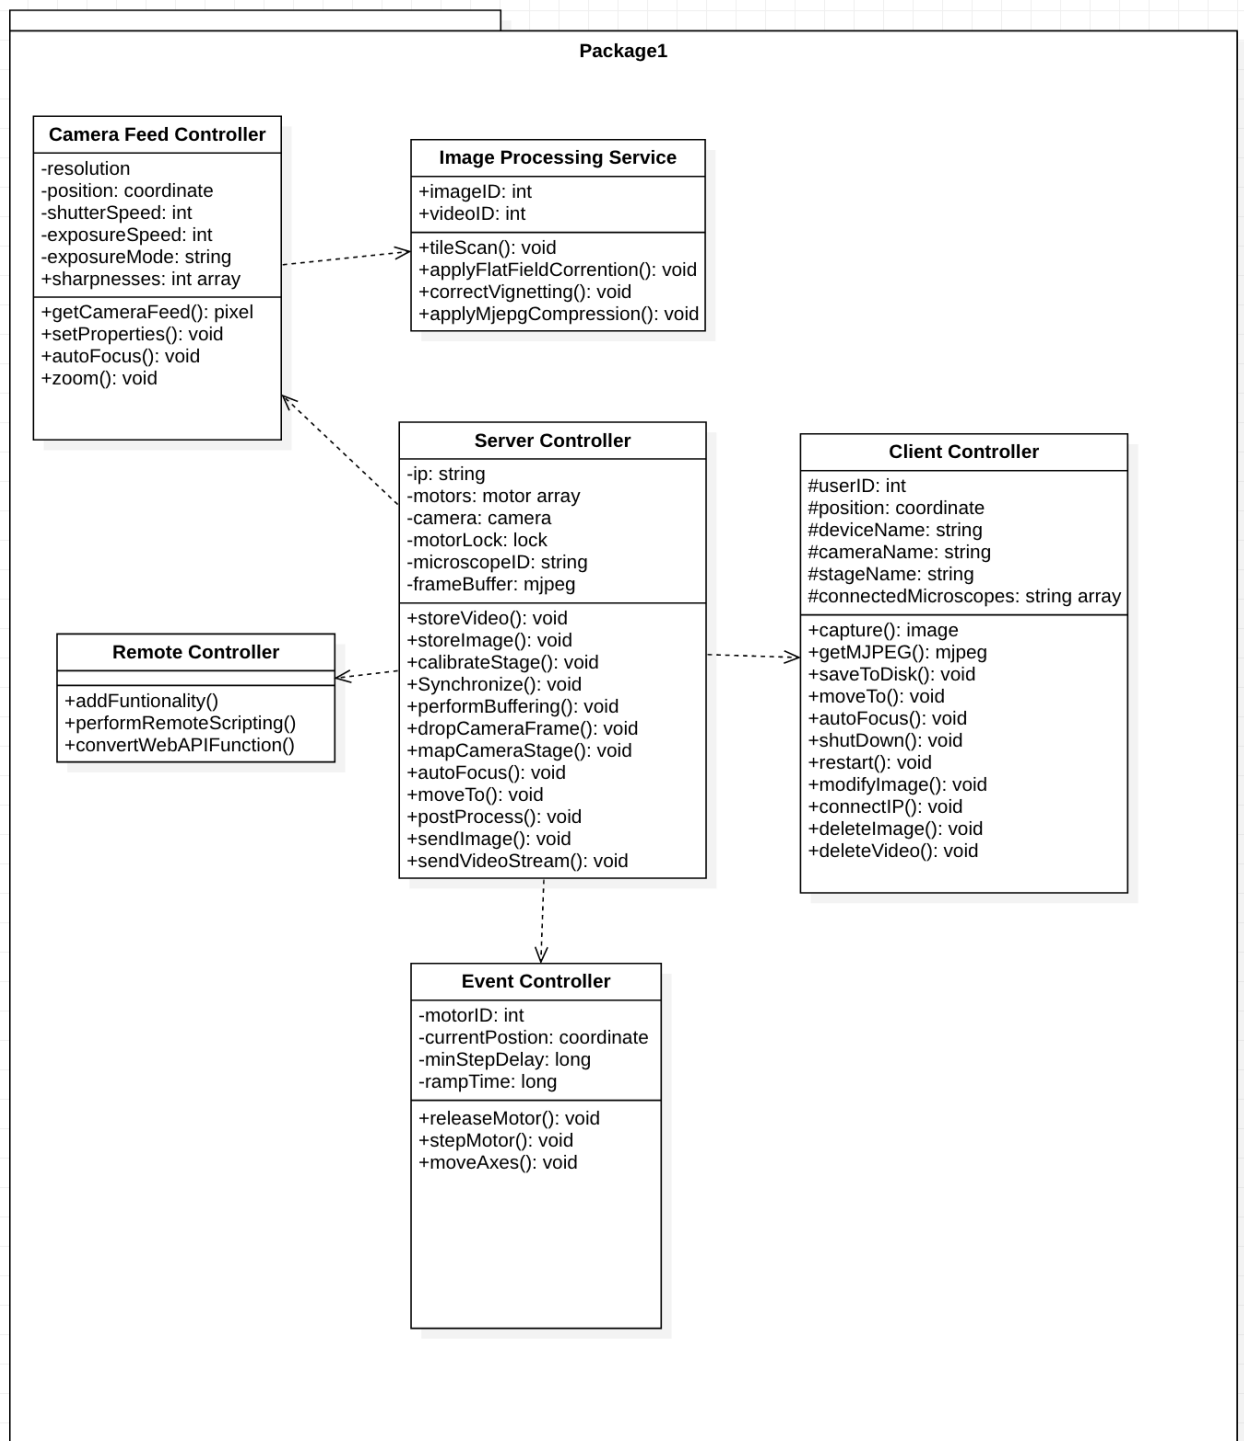 Package1
Camera Feed Controller
-resolution
-position: coordinate
-shutterSpeed: int
-exposureSpeed: int
-exposureMode: string
+sharpnesses: int array
+getCameraFeed(): pixel
+setProperties(): void
+autoFocus(): void
+zoom(): void
Image Processing Service
+imageID: int
+videoID: int
+tileScan(): void
+applyFlatFieldCorrention(): void
+correctVignetting(): void
+applyMjepgCompression(): void
Server Controller
-ip: string
-motors: motor array
-camera: camera
-motorLock: lock
-microscopeID: string
-frameBuffer: mjpeg
+storeVideo(): void
+storeImage(): void
+calibrateStage(): void
+Synchronize(): void
+performBuffering(): void
+dropCameraFrame(): void
+mapCameraStage(): void
+autoFocus(): void
+moveTo(): void
+postProcess(): void
+sendImage(): void
+sendVideoStream(): void
Client Controller
#userID: int
#position: coordinate
#deviceName: string
#cameraName: string
#stageName: string
#connectedMicroscopes: string array
+capture(): image
+getMJPEG(): mjpeg
+saveToDisk(): void
+moveTo(): void
+autoFocus(): void
+shutDown(): void
+restart(): void
+modifyImage(): void
+connectIP(): void
+deleteImage(): void
+deleteVideo(): void
Remote Controller
+addFuntionality()
+performRemoteScripting()
+convertWebAPIFunction()
Event Controller
-motorID: int
-currentPostion: coordinate
-minStepDelay: long
-rampTime: long
+releaseMotor(): void
+stepMotor(): void
+moveAxes(): void